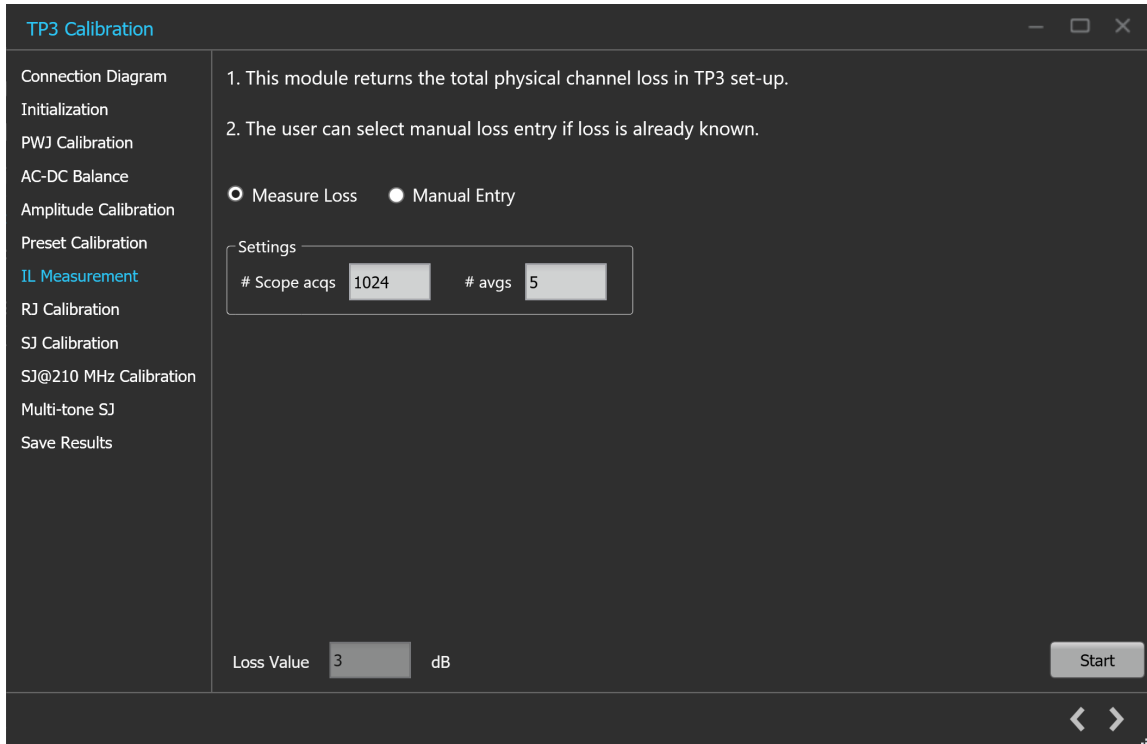 TP3 Calibration
Connection Diagram
Initialization
PWJ Calibration
AC-DC Balance
Amplitude Calibration
Preset Calibration
IL Measurement
RJ Calibration
SJ Calibration
SJ@210 MHz Calibration
Multi-tone SJ
Save Results
1. This module returns the total physical channel loss in TP3 set-up.
2. The user can select manual loss entry if loss is already known.
Measure Loss Manual Entry
Settings
# Scope acqs 1024 # avgs 5
Loss Value 3 dB
Start